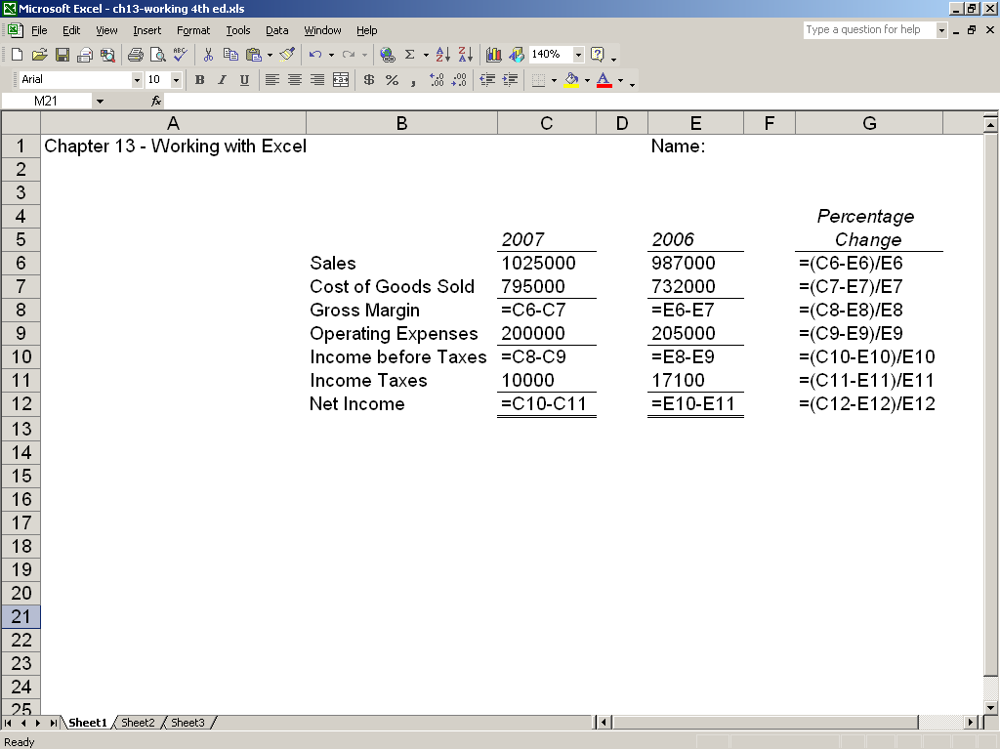 Microsoft Excel - ch13-working 4th ed.xls
File Edit View Insert Format Tools Data Window Help Type a question for help
Σ 140%
Arial 10 B I U $ % ,
M21 fx
A B C D E F G
1 Chapter 13 - Working with Excel Name:
2
3
4 Percentage
5 2007 2006 Change
6 Sales 1025000 987000 =(C6-E6)/E6
7 Cost of Goods Sold 795000 732000 =(C7-E7)/E7
8 Gross Margin =C6-C7 =E6-E7 =(C8-E8)/E8
9 Operating Expenses 200000 205000 =(C9-E9)/E9
10 Income before Taxes =C8-C9 =E8-E9 =(C10-E10)/E10
11 Income Taxes 10000 17100 =(C11-E11)/E11
12 Net Income =C10-C11 =E10-E11 =(C12-E12)/E12
13
14
15
16
17
18
19
20
21
22
23
24
25
Sheet1 Sheet2 Sheet3
Ready